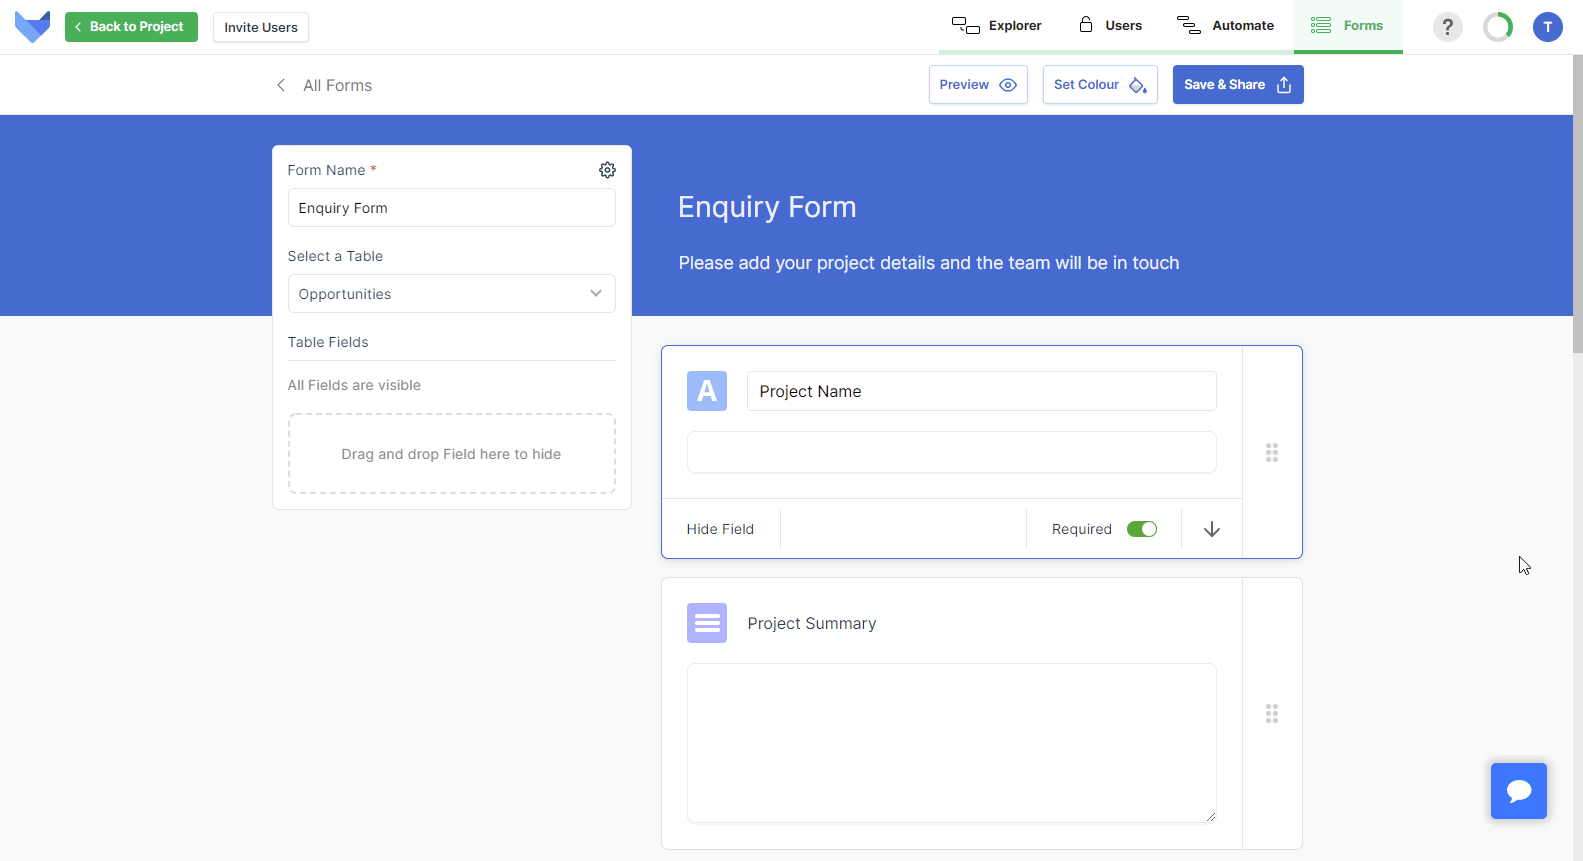 Back to Project
Invite Users
Explorer
Users
Automate
Forms
?
T
All Forms
Preview
Set Colour
Save & Share
Form Name *
Enquiry Form
Select a Table
Opportunities
Table Fields
All Fields are visible
Drag and drop Field here to hide
Enquiry Form
Please add your project details and the team will be in touch
A
Project Name
Hide Field
Required
Project Summary